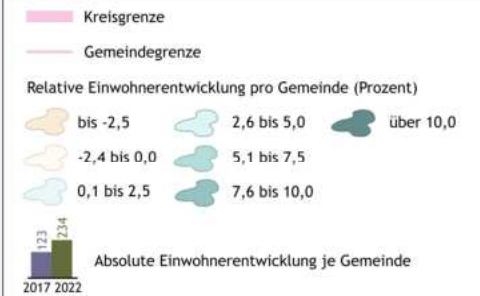 Kreisgrenze
Gemeindegrenze
Relative Einwohnerentwicklung pro Gemeinde (Prozent)
bis -2,5
2,6 bis 5,0
über 10,0
-2,4 bis 0,0
5,1 bis 7,5
0,1 bis 2,5
7,6 bis 10,0
123
234
Absolute Einwohnerentwicklung je Gemeinde
2017 2022